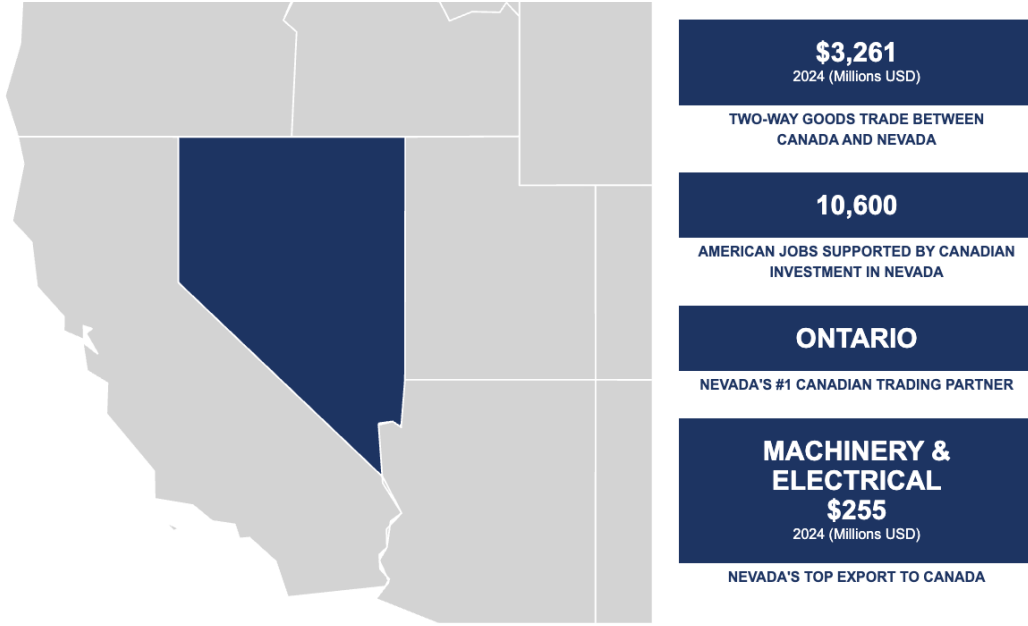 $3,261
2024 (Millions USD)
TWO-WAY GOODS TRADE BETWEEN
CANADA AND NEVADA
10,600
AMERICAN JOBS SUPPORTED BY CANADIAN
INVESTMENT IN NEVADA
ONTARIO
NEVADA'S #1 CANADIAN TRADING PARTNER
MACHINERY &
ELECTRICAL
$255
2024 (Millions USD)
NEVADA'S TOP EXPORT TO CANADA